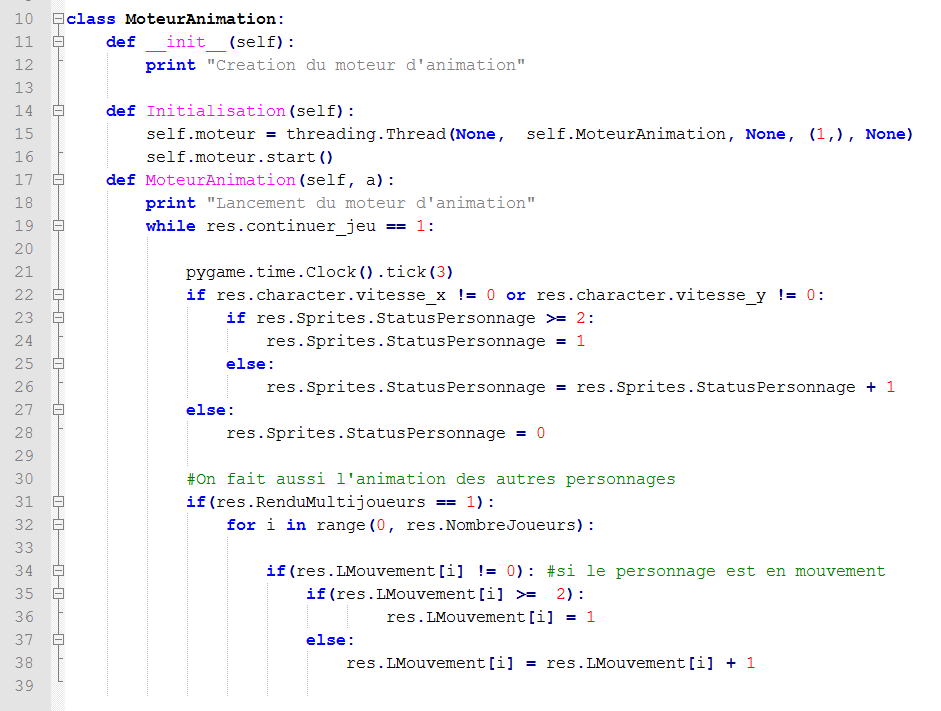 10 class MoteurAnimation:
11     def __init__(self):
12         print "Creation du moteur d'animation"
13
14     def Initialisation(self):
15         self.moteur = threading.Thread(None,  self.MoteurAnimation, None, (1,), None)
16         self.moteur.start()
17     def MoteurAnimation(self, a):
18         print "Lancement du moteur d'animation"
19         while res.continuer_jeu == 1:
20
21             pygame.time.Clock().tick(3)
22             if res.character.vitesse_x != 0 or res.character.vitesse_y != 0:
23                 if res.Sprites.StatusPersonnage >= 2:
24                     res.Sprites.StatusPersonnage = 1
25                 else:
26                     res.Sprites.StatusPersonnage = res.Sprites.StatusPersonnage + 1
27             else:
28                 res.Sprites.StatusPersonnage = 0
29
30             #On fait aussi l'animation des autres personnages
31             if(res.RenduMultijoueurs == 1):
32                 for i in range(0, res.NombreJoueurs):
33
34                     if(res.LMouvement[i] != 0): #si le personnage est en mouvement
35                         if(res.LMouvement[i] >=  2):
36                                 res.LMouvement[i] = 1
37                         else:
38                             res.LMouvement[i] = res.LMouvement[i] + 1
39